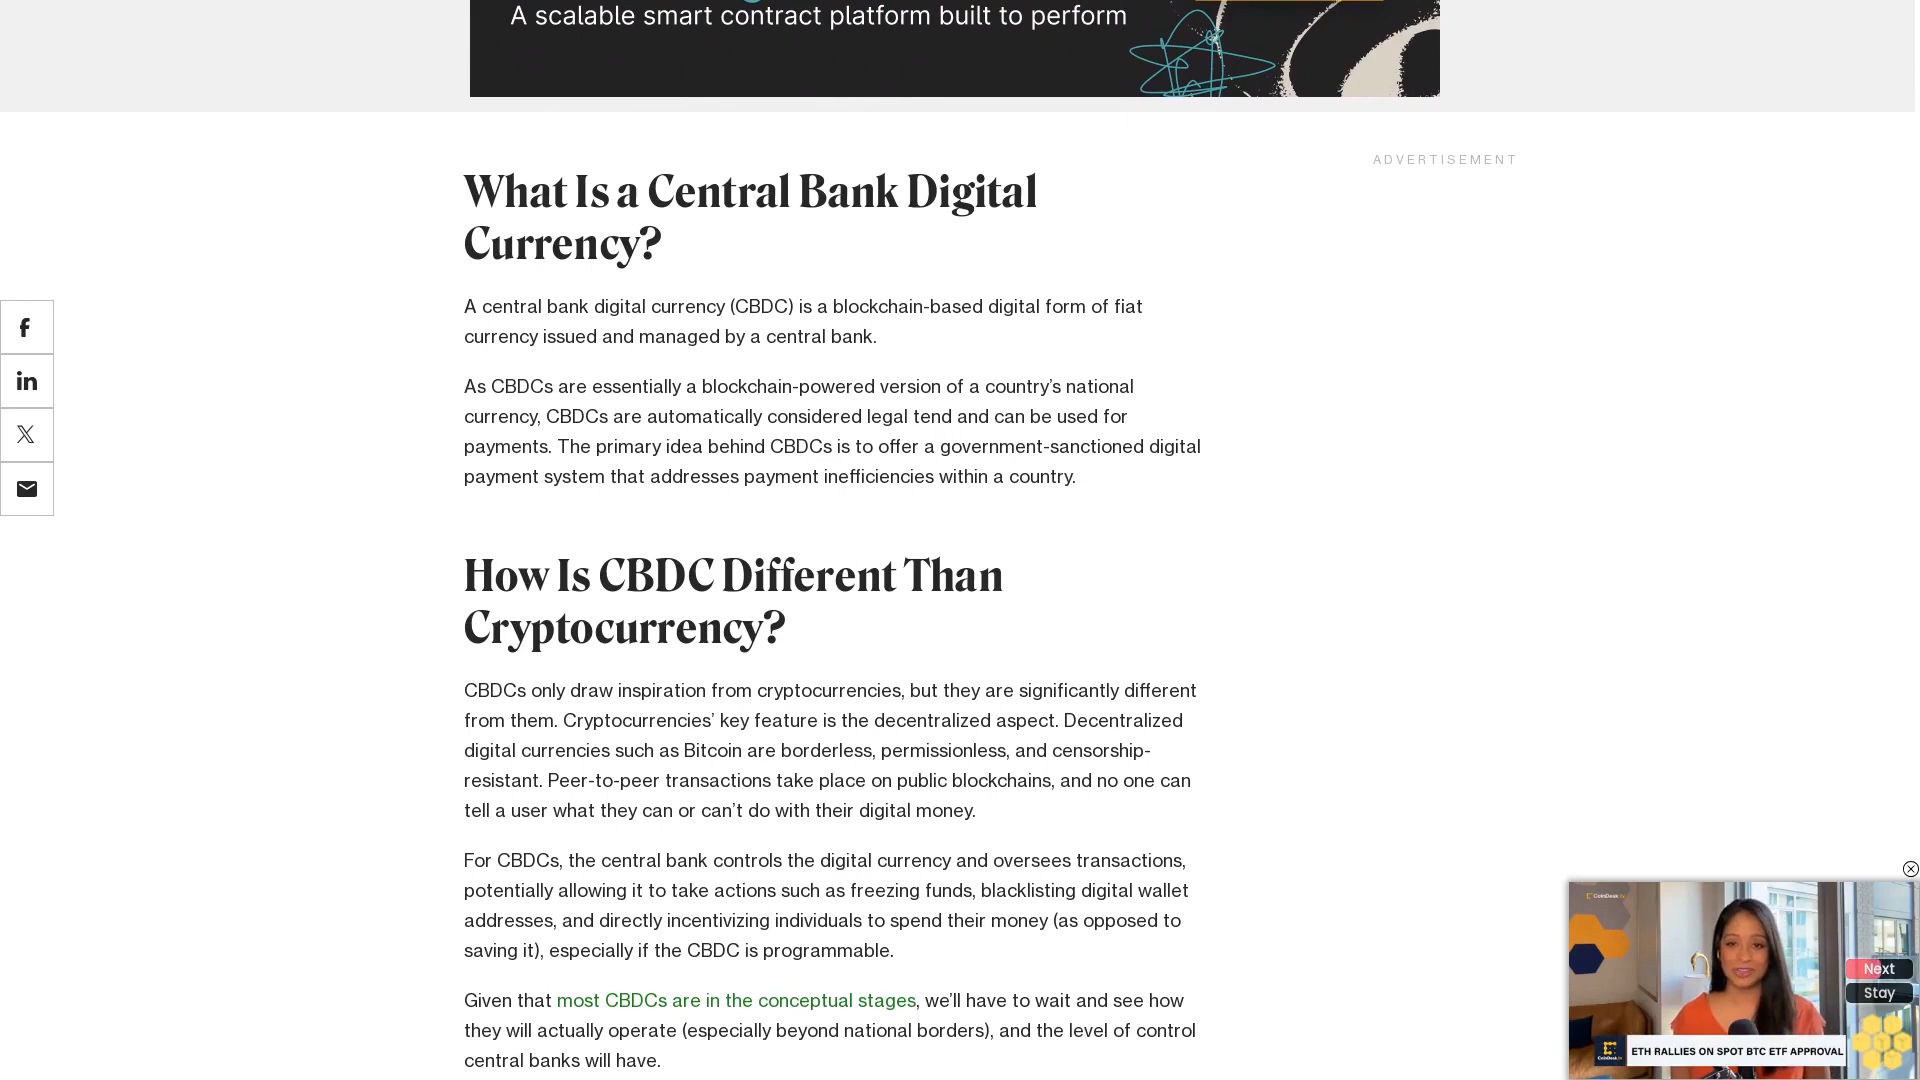 A scalable smart contract platform built to perform
ADVERTISEMENT
What Is a Central Bank Digital
Currency?
A central bank digital currency (CBDC) is a blockchain-based digital form of fiat
currency issued and managed by a central bank.
As CBDCs are essentially a blockchain-powered version of a country’s national
currency, CBDCs are automatically considered legal tend and can be used for
payments. The primary idea behind CBDCs is to offer a government-sanctioned digital
payment system that addresses payment inefficiencies within a country.
How Is CBDC Different Than
Cryptocurrency?
CBDCs only draw inspiration from cryptocurrencies, but they are significantly different
from them. Cryptocurrencies’ key feature is the decentralized aspect. Decentralized
digital currencies such as Bitcoin are borderless, permissionless, and censorship-
resistant. Peer-to-peer transactions take place on public blockchains, and no one can
tell a user what they can or can’t do with their digital money.
For CBDCs, the central bank controls the digital currency and oversees transactions,
potentially allowing it to take actions such as freezing funds, blacklisting digital wallet
addresses, and directly incentivizing individuals to spend their money (as opposed to
saving it), especially if the CBDC is programmable.
Given that most CBDCs are in the conceptual stages, we’ll have to wait and see how
they will actually operate (especially beyond national borders), and the level of control
central banks will have.
CoinDesk TV
Next
Stay
CoinDesk TV
ETH RALLIES ON SPOT BTC ETF APPROVAL